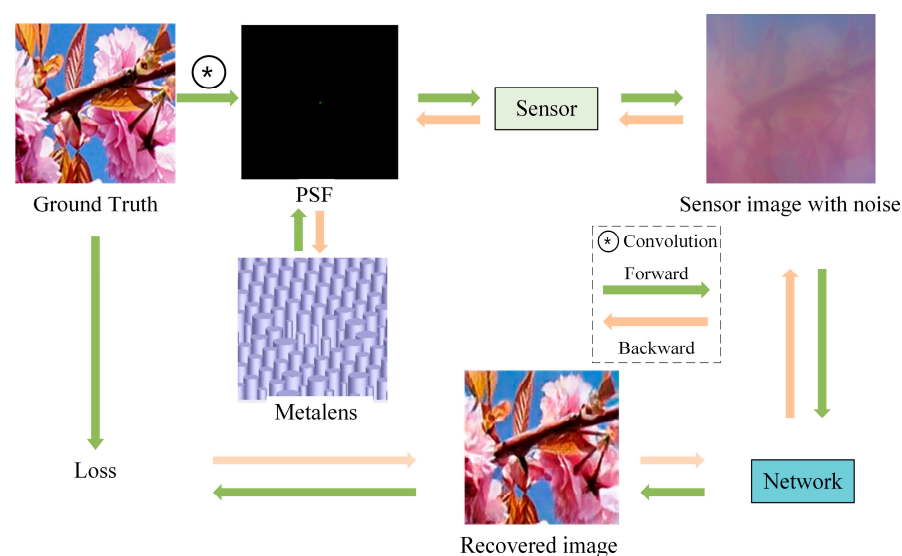 *
Sensor
Ground Truth
PSF
Sensor image with noise
* Convolution
Forward
Backward
Metalens
Loss
Network
Recovered image